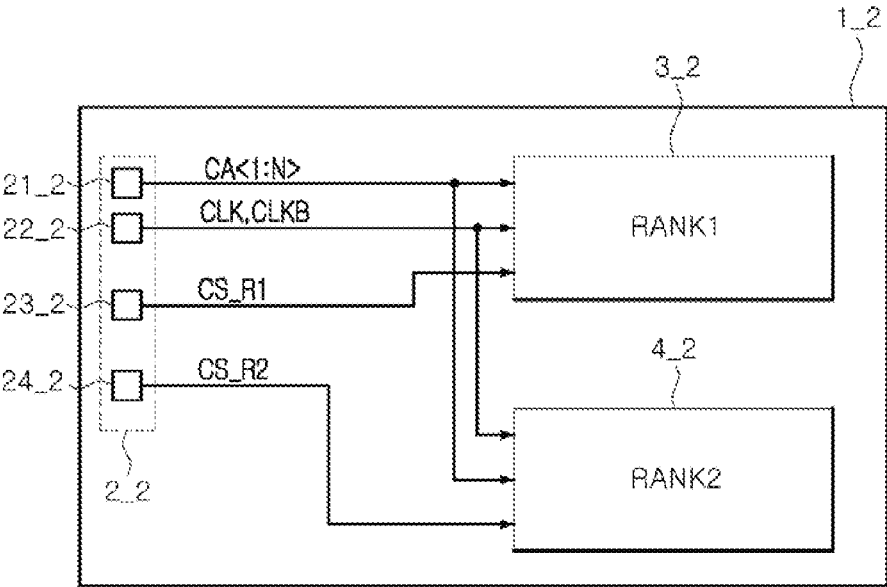 1_2
3_2
21_2
CA<1:N>
22_2
CLK,CLKB
RANK1
23_2
CS_R1
24_2
CS_R2
4_2
RANK2
2_2